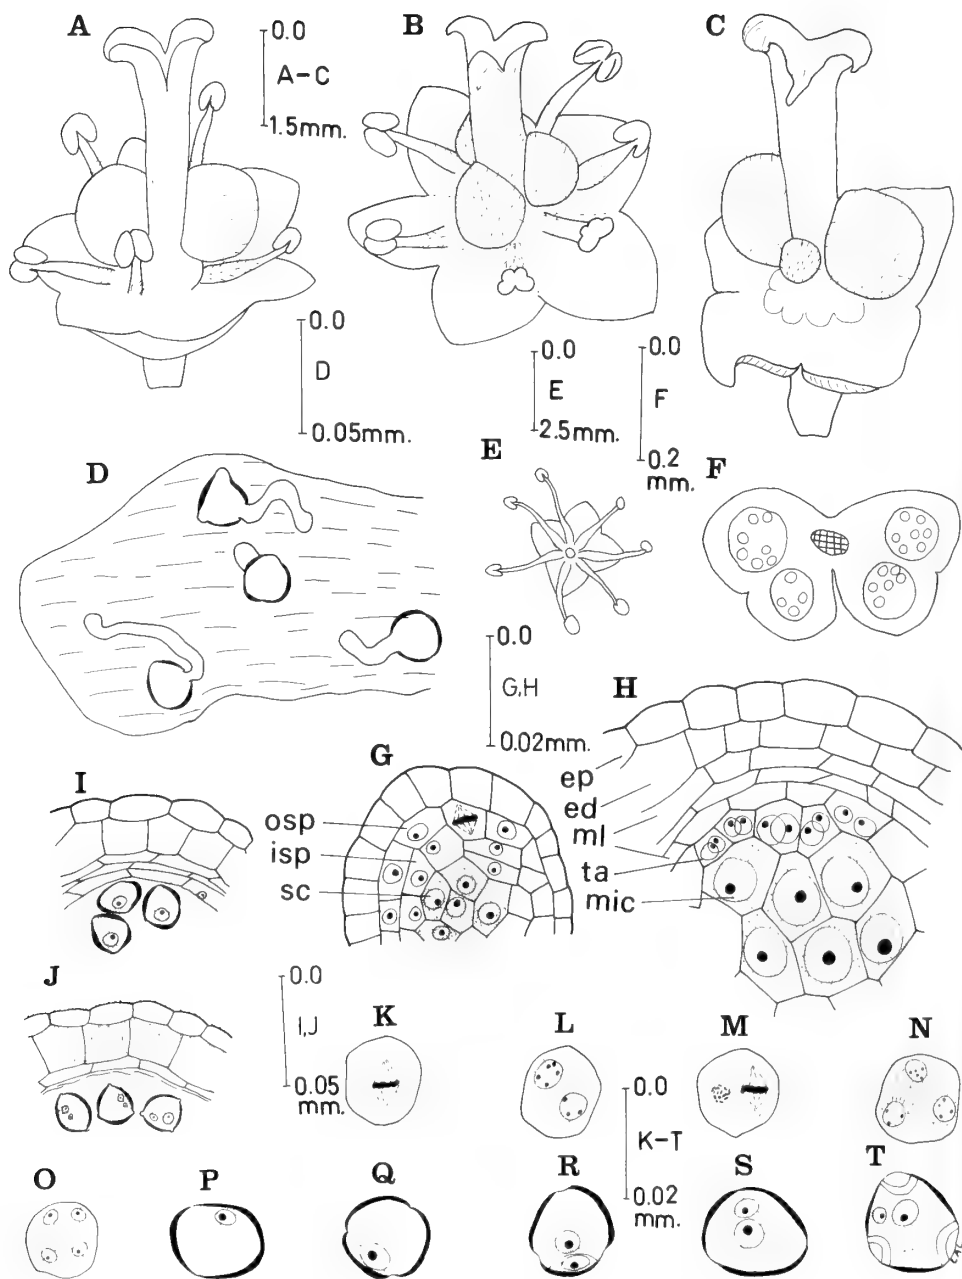 A
0.0
A-C
1.5mm.
B
C
0.0
D
0.05mm.
0.0
E
2.5mm.
0.0
F
0.2
mm.
D
E
F
0.0
G,H
0.02mm.
H
ep
ed
ml
ta
mic
I
G
osp
isp
sc
J
0.0
I,J
0.05
mm.
K
L
M
N
0.0
K-T
0.02
mm.
O
P
Q
R
S
T